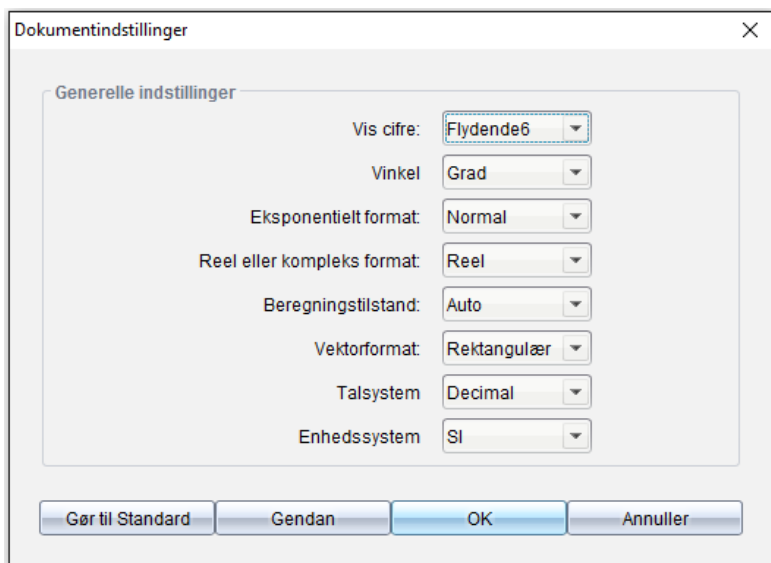 Dokumentindstillinger
Generelle indstillinger
Vis cifre: Flydende6
Vinkel Grad
Eksponentielt format: Normal
Reel eller kompleks format: Reel
Beregningstilstand: Auto
Vektorformat: Rektangulær
Talsystem Decimal
Enhedssystem SI
Gør til Standard Gendan OK Annuller